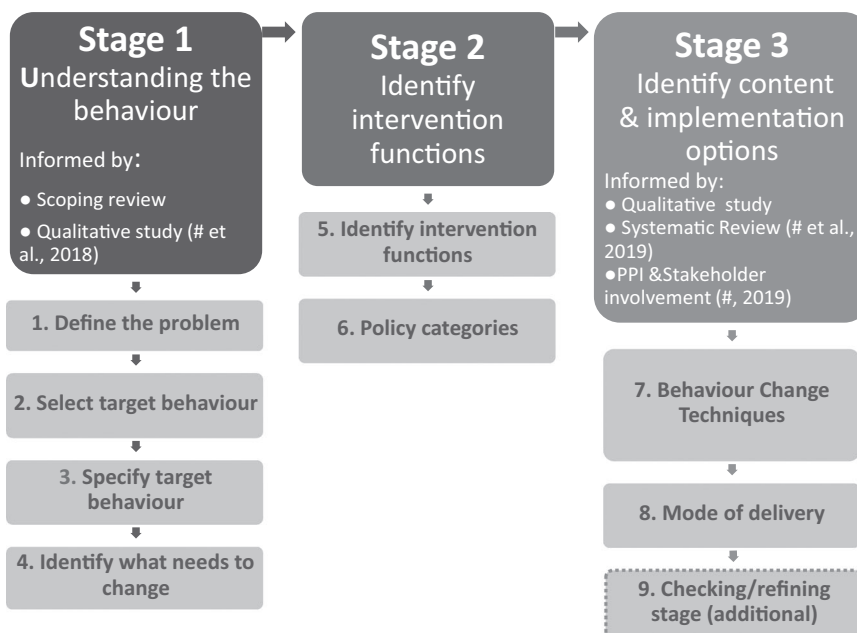 Stage 1
Understanding the
behaviour
Informed by:
● Scoping review
● Qualitative study (# et
al., 2018)
1. Define the problem
2. Select target behaviour
3. Specify target
behaviour
4. Identify what needs to
change
Stage 2
Identify
intervention
functions
5. Identify intervention
functions
6. Policy categories
Stage 3
Identify content
& implementation
options
Informed by:
● Qualitative study
● Systematic Review (# et al.,
2019)
●PPI &Stakeholder
involvement (#, 2019)
7. Behaviour Change
Techniques
8. Mode of delivery
9. Checking/refining
stage (additional)